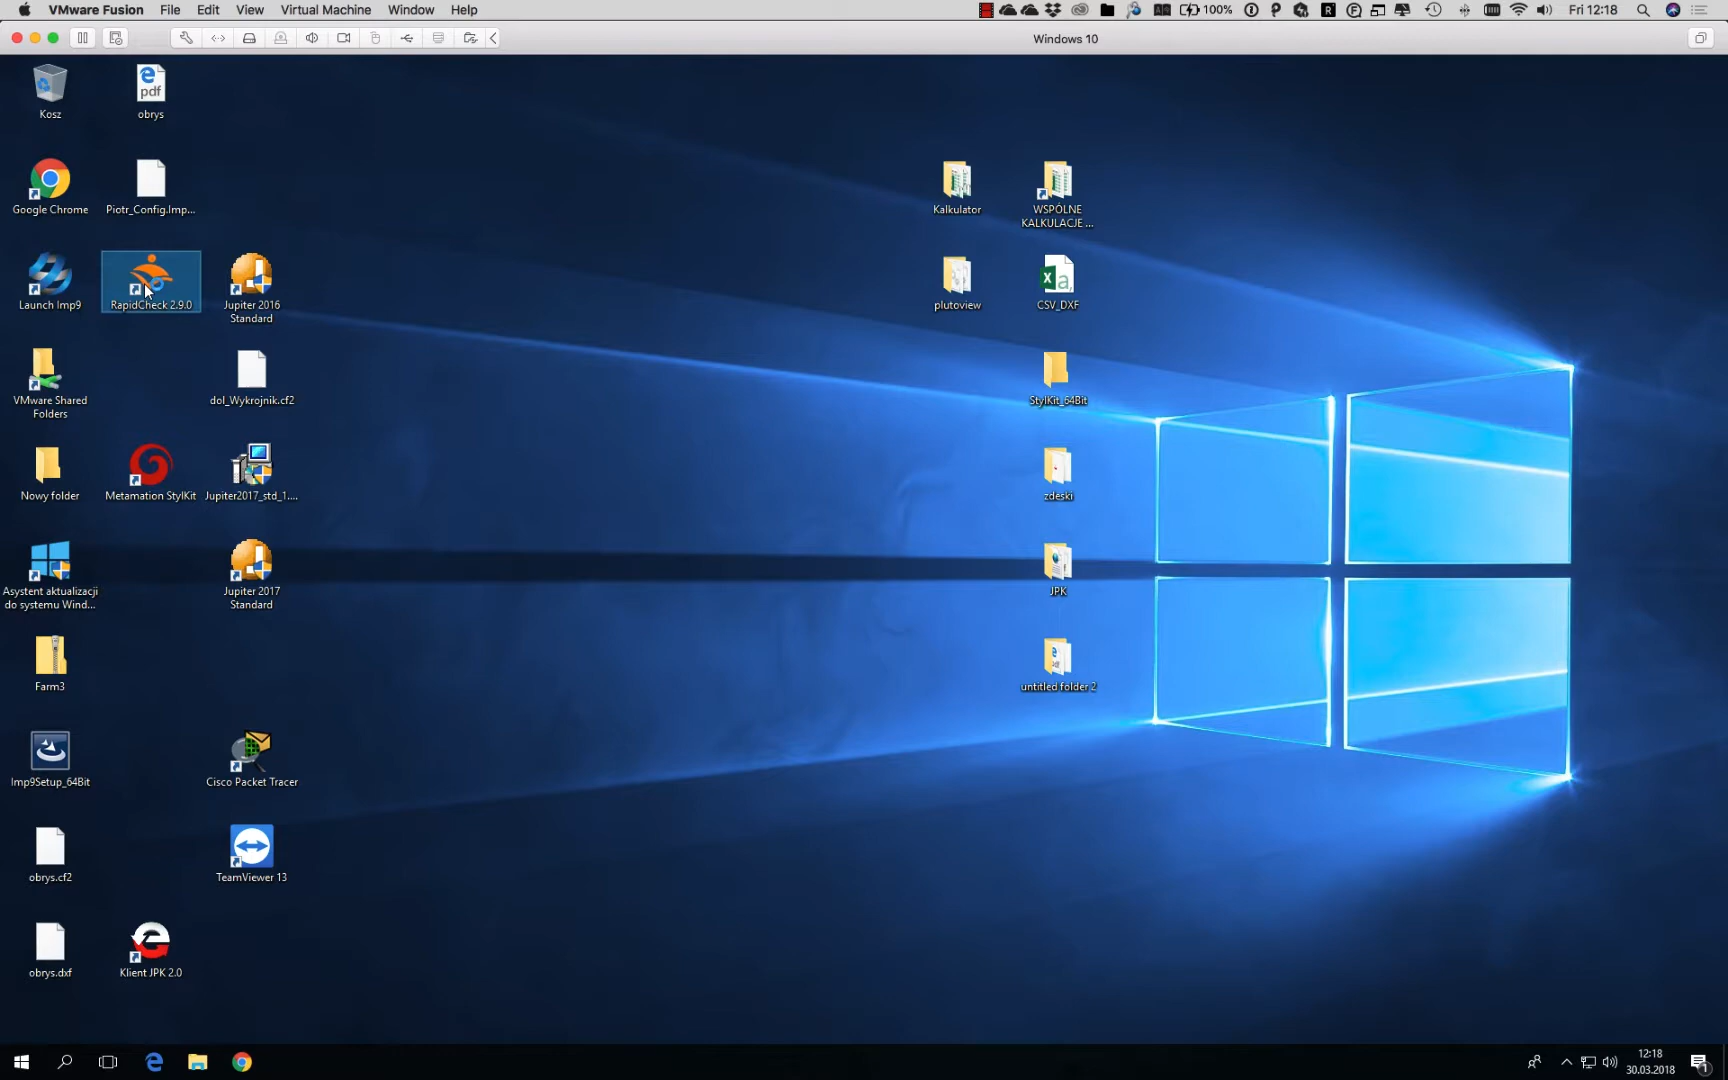 VMware Fusion File Edit View Virtual Machine Window Help
100%
Fri 12:18
Windows 10
Kosz
pdf
obrys
Google Chrome
Piotr_Config.Imp...
Kalkulator
WSPÓLNE
KALKULACJE ...
Launch Imp9
RapidCheck 2.9.0
Jupiter 2016
Standard
plutoview
CSV_DXF
VMware Shared
Folders
dol_Wykrojnik.cf2
StylKit_64Bit
Nowy folder
Metamation StylKit
Jupiter2017_std_1....
zdeski
Asystent aktualizacji
do systemu Wind...
Jupiter 2017
Standard
JPK
Farm3
untitled folder 2
Imp9Setup_64Bit
Cisco Packet Tracer
obrys.cf2
TeamViewer 13
obrys.dxf
Klient JPK 2.0
12:18
30.03.2018
1